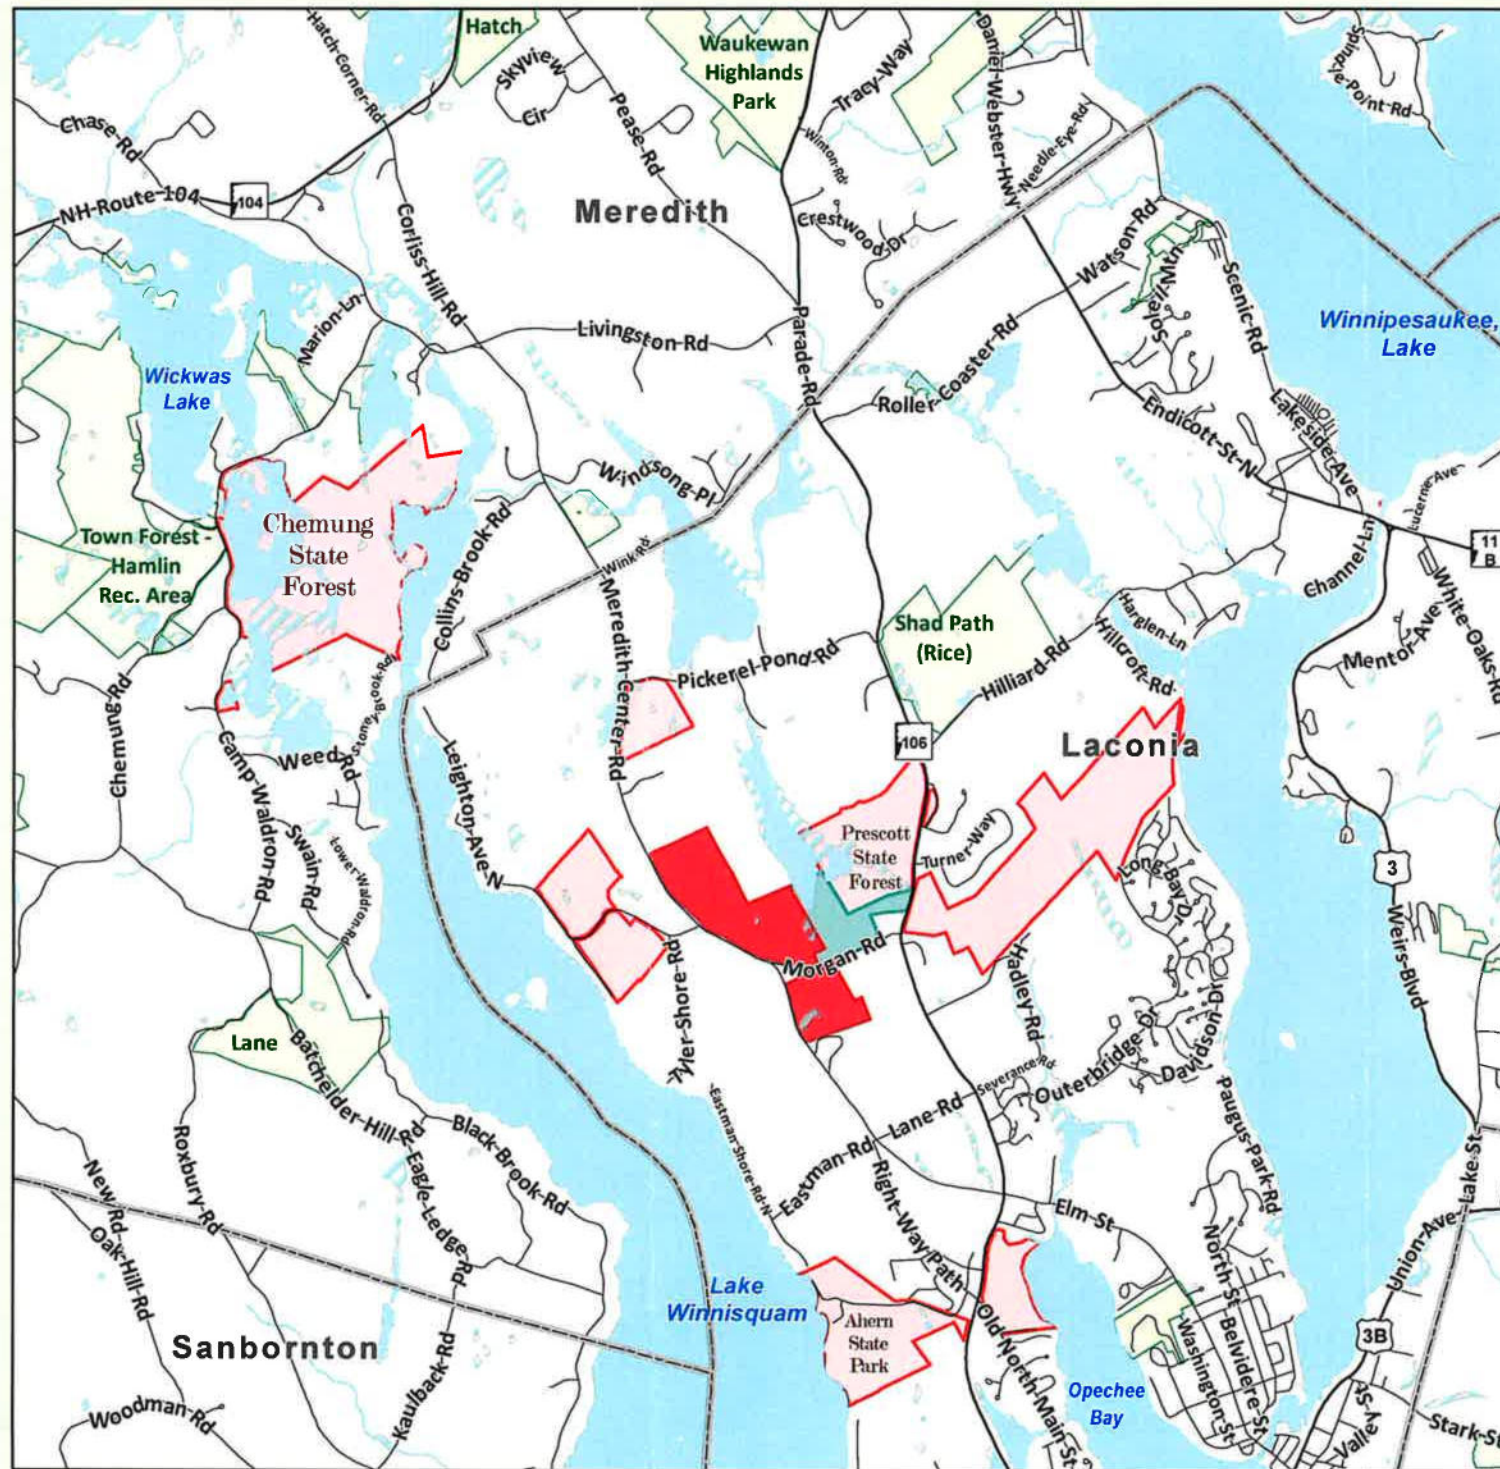 Hatch
Waukewan
Highlands
Park
Hatch-Corner-Rd
Skyview
Cir
Pease-Rd
Tracy-Way
Winton-Rd
Daniel-Webster-Hwy
Needle-Eye-Rd
Chase-Rd
NH-Route-104
104
Meredith
Crestwood-Dr
Corliss-Hill-Rd
Watson-Rd
Scenic-Rd
Winnipesaukee,
Lake
Marion-Ln
Livingston-Rd
Parade-Rd
Roller-Coaster-Rd
Wickwas
Lake
Endicott-St-N
Lakeside-Ave
Lucerne-Ave
Windsong-Pl
Chemung
State
Forest
Town Forest -
Hamlin
Rec. Area
Collins-Brook-Rd
Wink-Rd
Channel-Ln
11
B
White-Oaks-Rd
Meredith-Center-Rd
Shad Path
(Rice)
Harglen-Ln
Hillcroft-Rd
Mentor-Ave
Pickerel-Pond-Rd
Hilliard-Rd
Chemung-Rd
Stone-Brook-Rd
106
Laconia
Camp-Waldron-Rd
Weed-Rd
Leighton-Ave-N
Swain-Rd
Lower-Waldron-Rd
Prescott
State
Forest
Turner-Way
Long-Bay-Dr
3
Weirs-Blvd
Morgan-Rd
Hadley-Rd
Lane
Batchelder-Hill-Rd
Outerbridge-Dr
Davidson-Dr
Severance-Rd
Eastman-Shore-Rd-N
Lane-Rd
Eastman-Rd
Paugus-Park-Rd
Black-Brook-Rd
Roxbury-Rd
Eagle-Ledge-Rd
New-Rd
Oak-Hill-Rd
Right-Way-Path
Elm-St
Lake-St
Union-Ave
Lake
Winnisquam
Ahern
State
Park
Old-North-Main-St
North-St
Belvidere-St
Washington-St
3B
Sanbornton
Kaulback-Rd
Woodman-Rd
Opechee
Bay
Valley-St
Stark-St